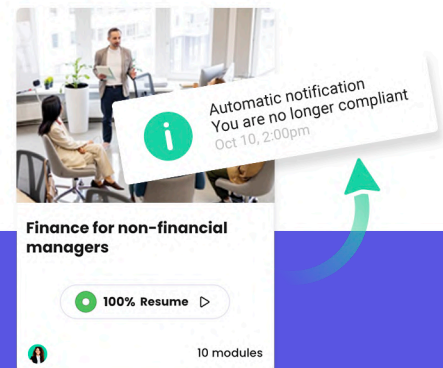 Automatic notification
You are no longer compliant
Oct 10, 2:00pm
Finance for non-financial
managers
100% Resume
10 modules